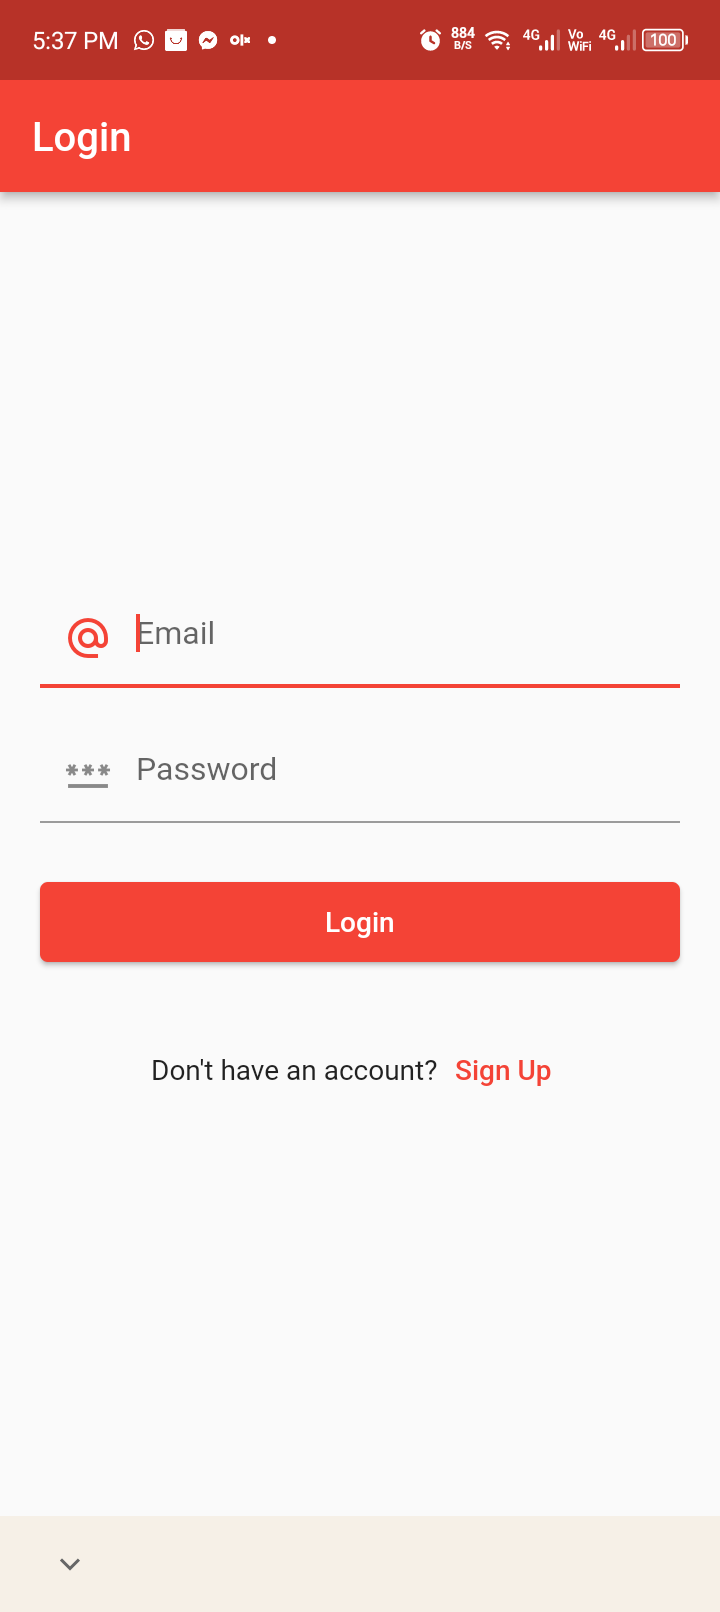 5:37 PM olx 884 B/S 4G Vo WiFi 4G 100
Login
Email
*** Password
Login
Don't have an account? Sign Up